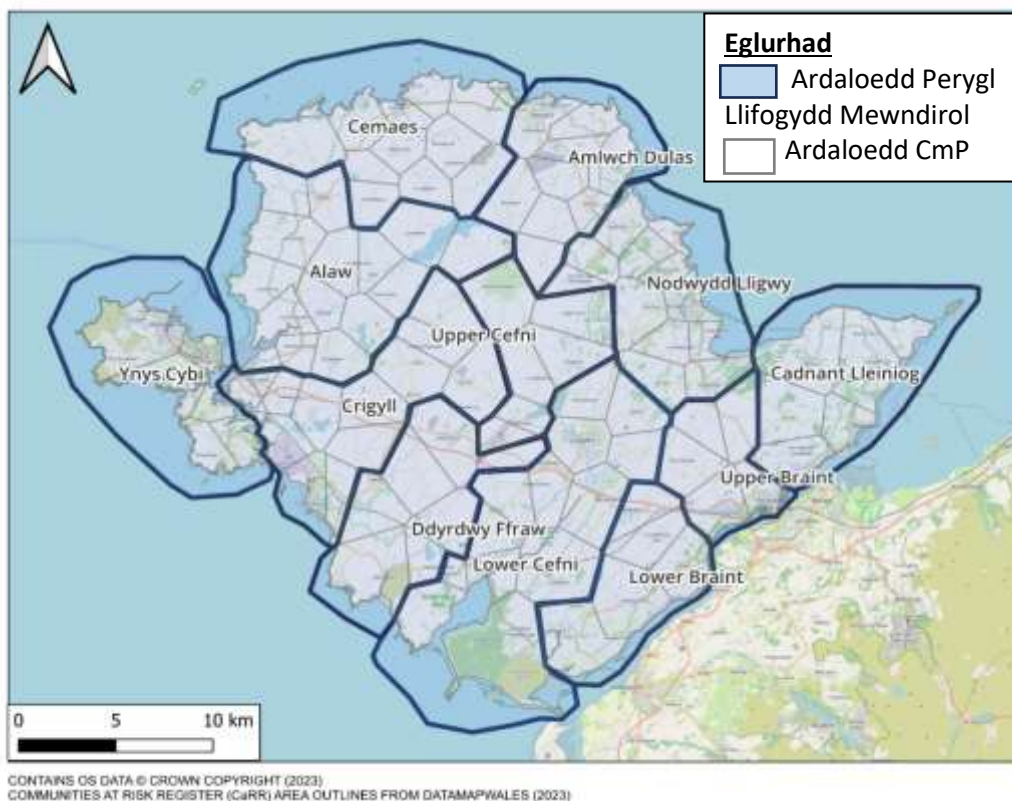 Eglurhad
Ardaloedd Perygl
Llifogydd Mewndirol
Ardaloedd CmP
Cemaes
Amlwch Dulas
Alaw
Nodwydd Lligwy
Upper Cefni
Ynys Cybi
Cadnant Lleiniog
Crigyll
Upper Braint
Ddyrdwy Ffraw
Lower Cefni
Lower Braint
0 5 10 km
CONTAINS OS DATA © CROWN COPYRIGHT (2023)
COMMUNITIES AT RISK REGISTER (CaRR) AREA OUTLINES FROM DATAMAPWALES (2023)